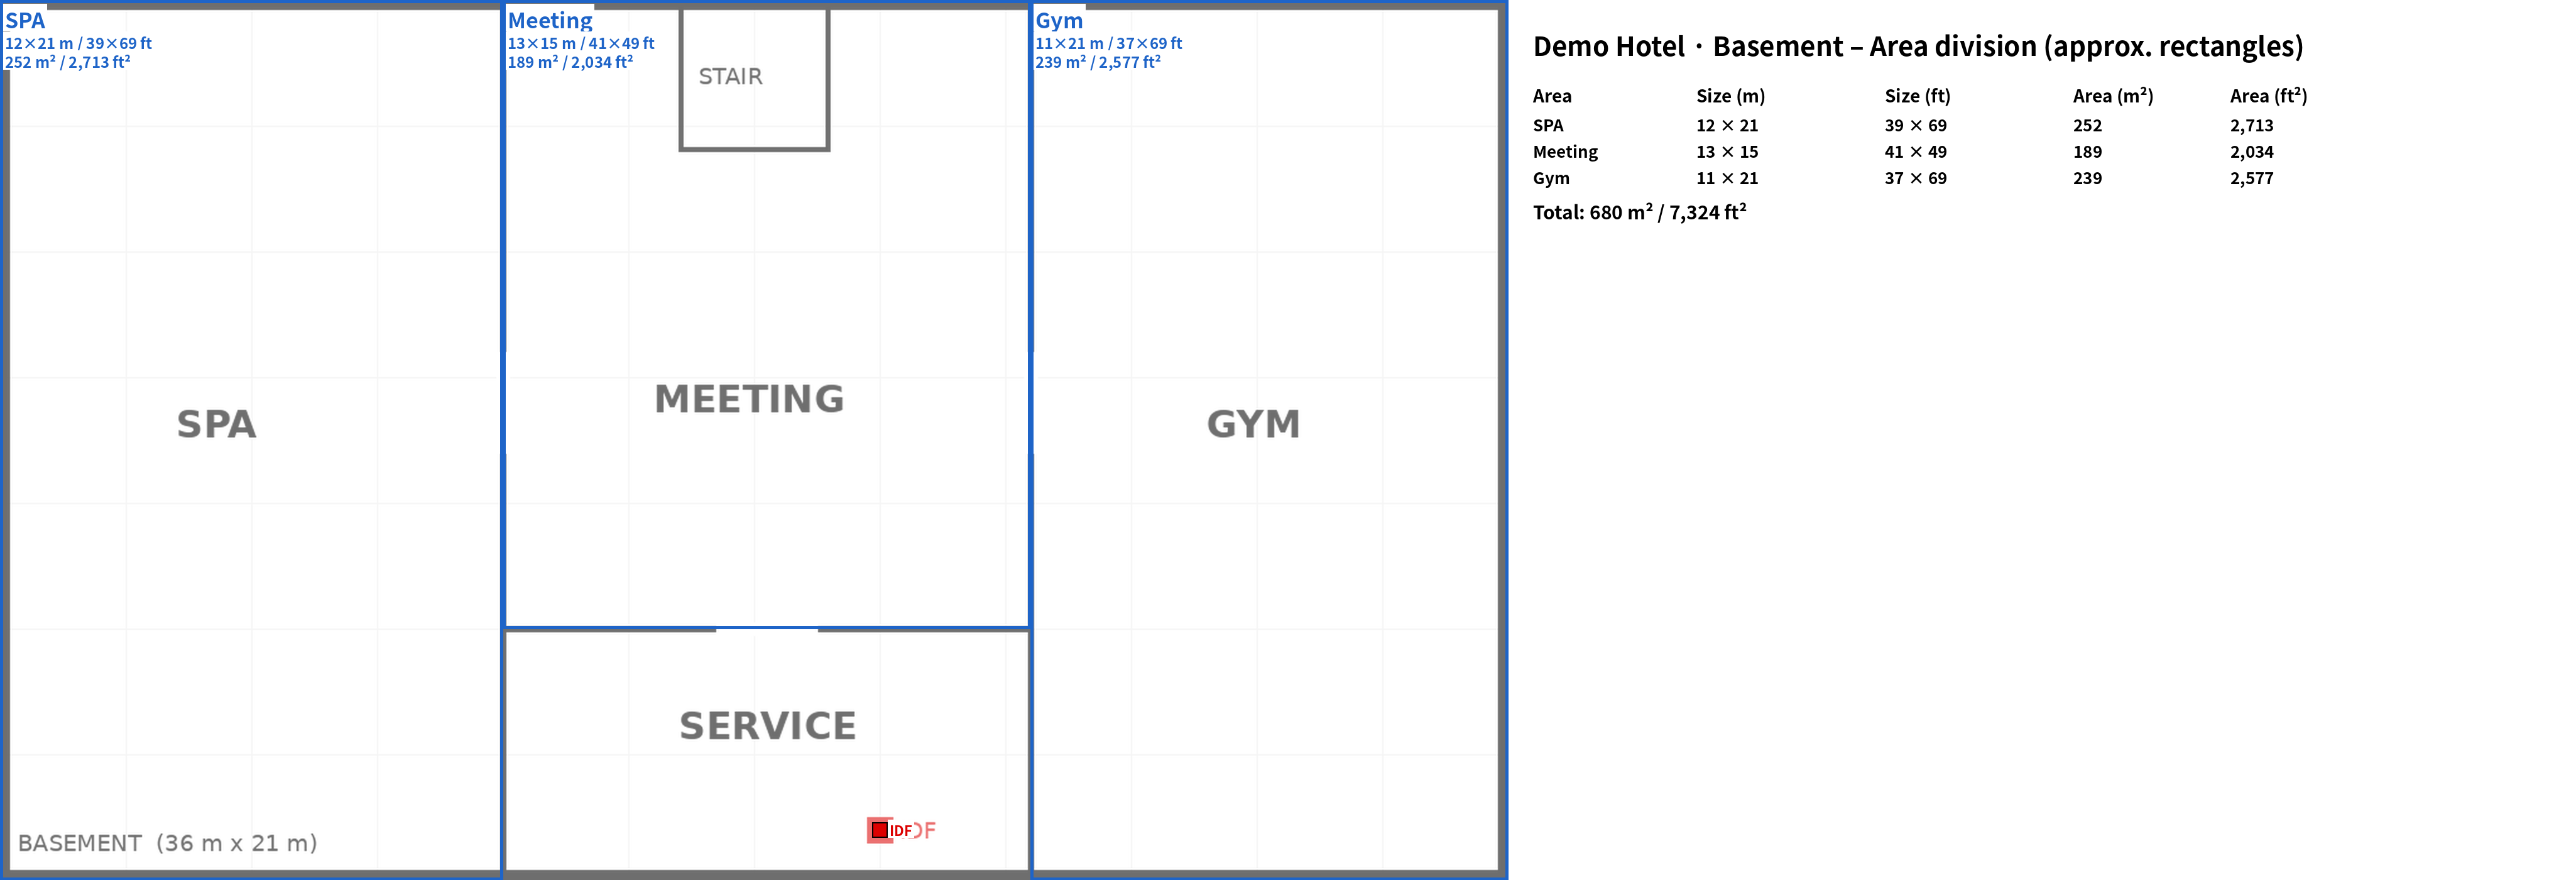 SPA
12×21 m / 39×69 ft
252 m² / 2,713 ft²
Meeting
13×15 m / 41×49 ft
189 m² / 2,034 ft²
STAIR
Gym
11×21 m / 37×69 ft
239 m² / 2,577 ft²
SPA
MEETING
GYM
SERVICE
IDF
BASEMENT (36 m x 21 m)
Demo Hotel · Basement – Area division (approx. rectangles)
Area Size (m) Size (ft) Area (m²) Area (ft²)
SPA 12 × 21 39 × 69 252 2,713
Meeting 13 × 15 41 × 49 189 2,034
Gym 11 × 21 37 × 69 239 2,577
Total: 680 m² / 7,324 ft²